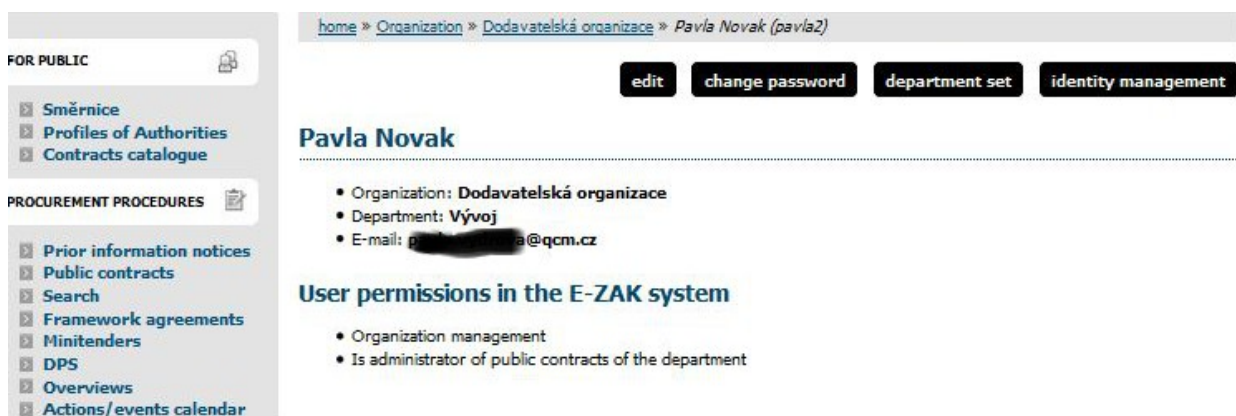 home » Organization » Dodavatelská organizace » Pavla Novak (pavla2)
edit change password department set identity management
FOR PUBLIC
Směrnice
Profiles of Authorities
Contracts catalogue
PROCUREMENT PROCEDURES
Prior information notices
Public contracts
Search
Framework agreements
Minitenders
DPS
Overviews
Actions/events calendar
Pavla Novak
• Organization: Dodavatelská organizace
• Department: Vývoj
• E-mail: @qcm.cz
User permissions in the E-ZAK system
• Organization management
• Is administrator of public contracts of the department